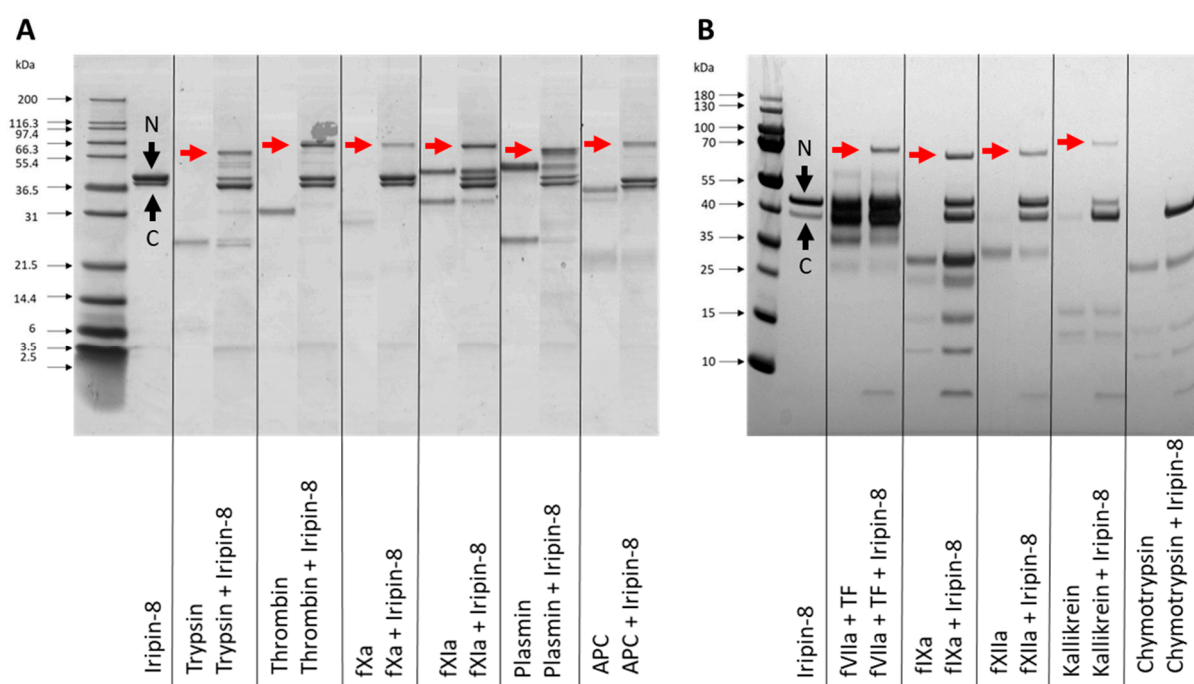 A
kDa
200
116.3
97.4
66.3
55.4
36.5
31
21.5
14.4
6
3.5
2.5
N
C
Iripin-8
Trypsin
Trypsin + Iripin-8
Thrombin
Thrombin + Iripin-8
fXa
fXa + Iripin-8
fXIa
fXIa + Iripin-8
Plasmin
Plasmin + Iripin-8
APC
APC + Iripin-8
B
kDa
180
130
100
70
55
40
35
25
15
10
N
C
Iripin-8
fVIIa + TF
fVIIa + TF + Iripin-8
fIXa
fIXa + Iripin-8
fXIIa
fXIIa + Iripin-8
Kallikrein
Kallikrein + Iripin-8
Chymotrypsin
Chymotrypsin + Iripin-8